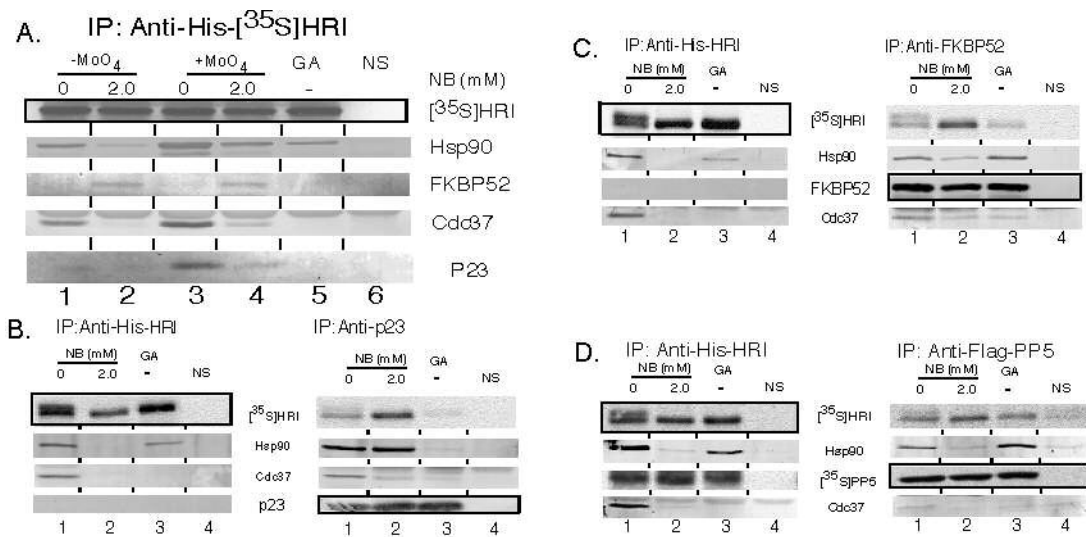 A.
IP: Anti-His-[³⁵S]HRI
-MoO₄ +MoO₄ GA NS
0 2.0 0 2.0 - NB (mM)
[³⁵S]HRI
Hsp90
FKBP52
Cdc37
P23
1 2 3 4 5 6
B.
IP:Anti-His-HRI
NB (mM) GA
0 2.0 - NS
IP:Anti-p23
NB (mM) GA
0 2.0 - NS
[³⁵S]HRI
Hsp90
Cdc37
p23
1 2 3 4
1 2 3 4
C.
IP:Anti-His-HRI
NB (mM) GA
0 2.0 - NS
IP:Anti-FKBP52
NB (mM) GA
0 2.0 - NS
[³⁵S]HRI
Hsp90
FKBP52
Cdc37
1 2 3 4
1 2 3 4
D.
IP: Anti-His-HRI
NB (mM) GA
0 2.0 - NS
IP: Anti-Flag-PP5
NB (mM) GA
0 2.0 - NS
[³⁵S]HRI
Hsp90
[³⁵S]PP5
Cdc37
1 2 3 4
1 2 3 4